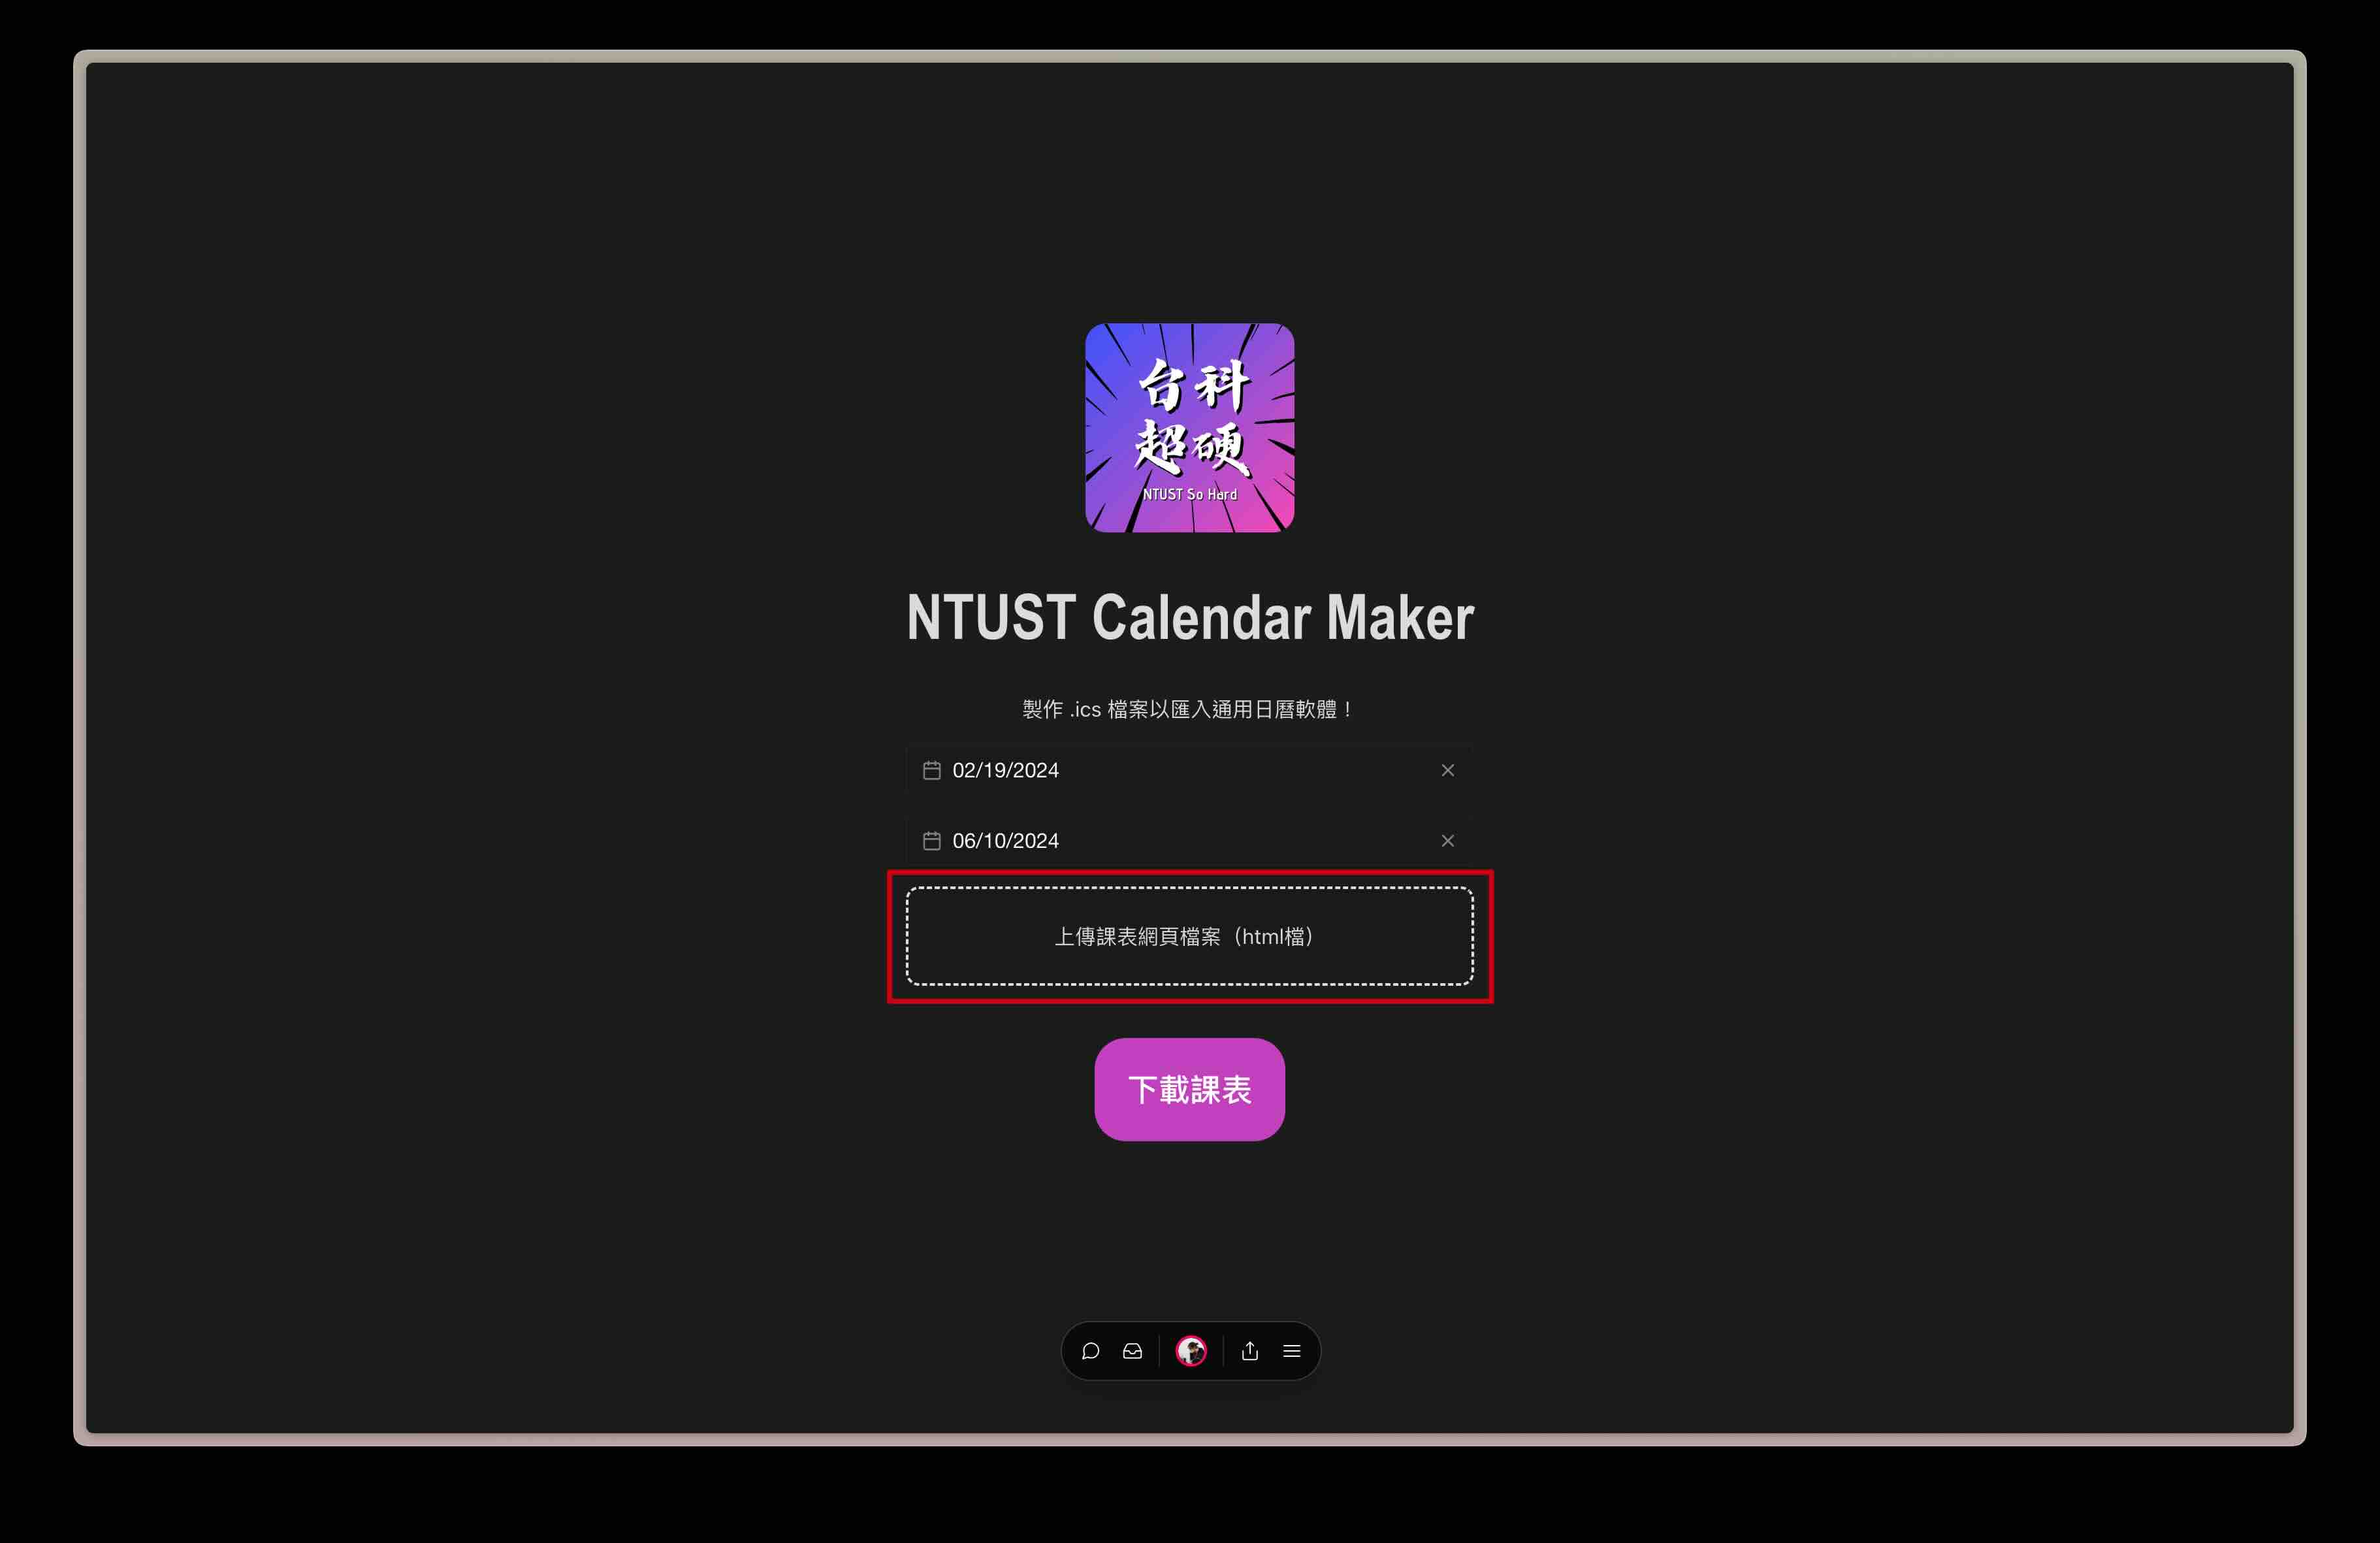 台科
超硬
NTUST So Hard
NTUST Calendar Maker
製作 .ics 檔案以匯入通用日曆軟體！
02/19/2024
06/10/2024
上傳課表網頁檔案（html檔）
下載課表